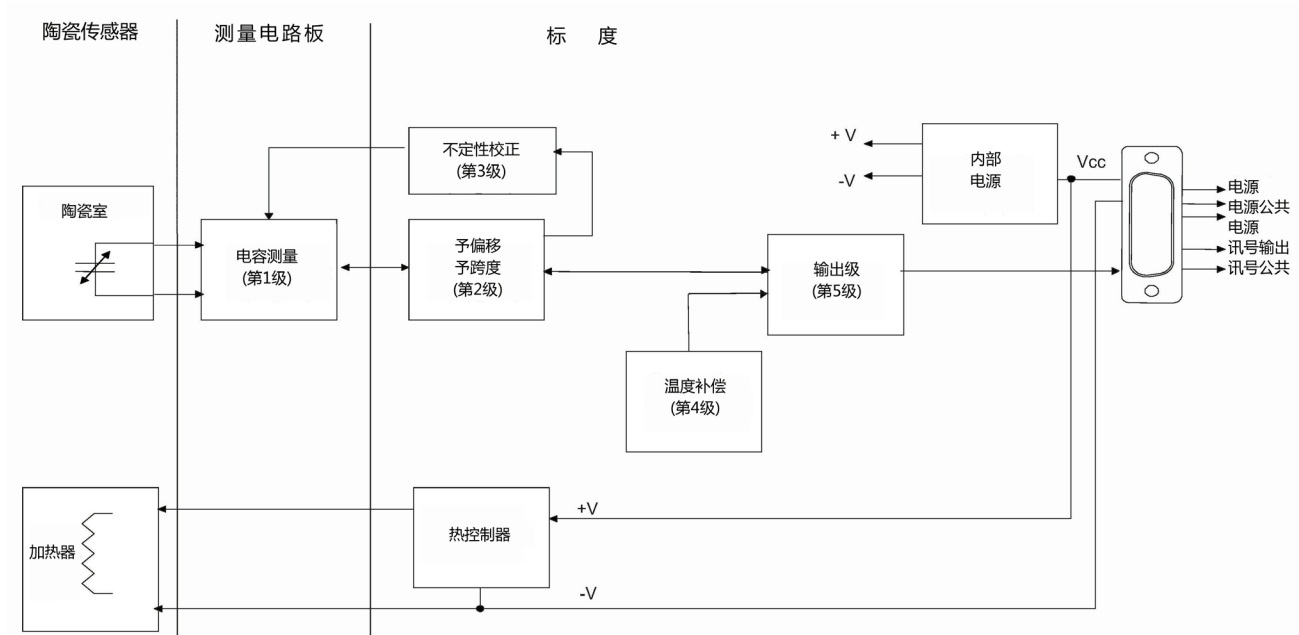 陶瓷传感器
测量电路板
标 度
不定性校正
(第3级)
+ V
-V
内部
电源
Vcc
陶瓷室
电容测量
(第1级)
予偏移
予跨度
(第2级)
输出级
(第5级)
电源
电源公共
电源
讯号输出
讯号公共
温度补偿
(第4级)
加热器
热控制器
+V
-V